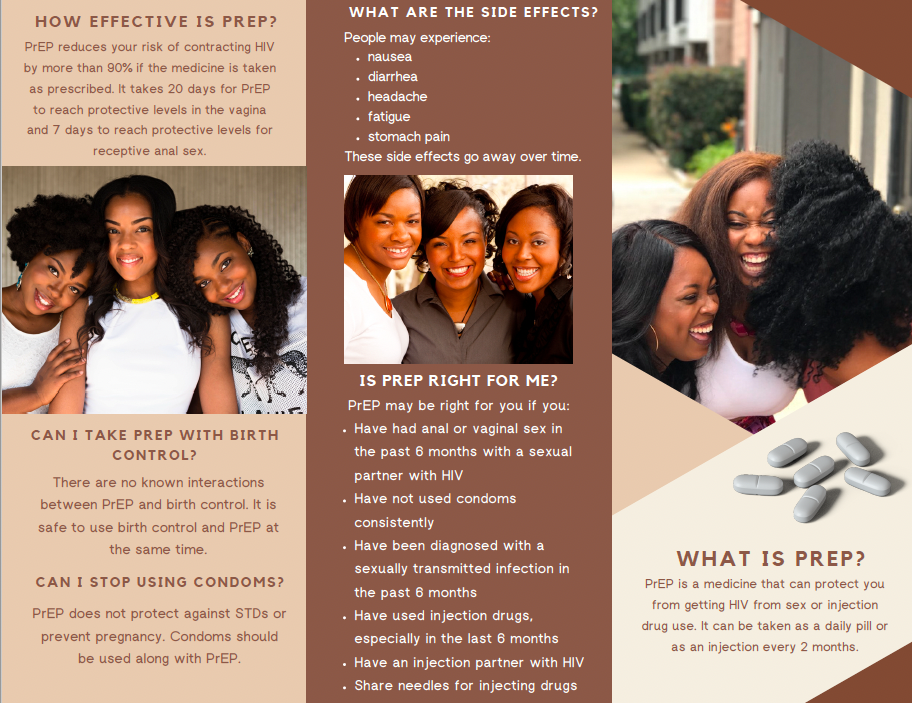 HOW EFFECTIVE IS PREP?
PrEP reduces your risk of contracting HIV
by more than 90% if the medicine is taken
as prescribed. It takes 20 days for PrEP
to reach protective levels in the vagina
and 7 days to reach protective levels for
receptive anal sex.
CAN I TAKE PREP WITH BIRTH
CONTROL?
There are no known interactions
between PrEP and birth control. It is
safe to use birth control and PrEP at
the same time.
CAN I STOP USING CONDOMS?
PrEP does not protect against STDs or
prevent pregnancy. Condoms should
be used along with PrEP.
WHAT ARE THE SIDE EFFECTS?
People may experience:
• nausea
• diarrhea
• headache
• fatigue
• stomach pain
These side effects go away over time.
IS PREP RIGHT FOR ME?
PrEP may be right for you if you:
• Have had anal or vaginal sex in
the past 6 months with a sexual
partner with HIV
• Have not used condoms
consistently
• Have been diagnosed with a
sexually transmitted infection in
the past 6 months
• Have used injection drugs,
especially in the last 6 months
• Have an injection partner with HIV
• Share needles for injecting drugs
WHAT IS PREP?
PrEP is a medicine that can protect you
from getting HIV from sex or injection
drug use. It can be taken as a daily pill or
as an injection every 2 months.